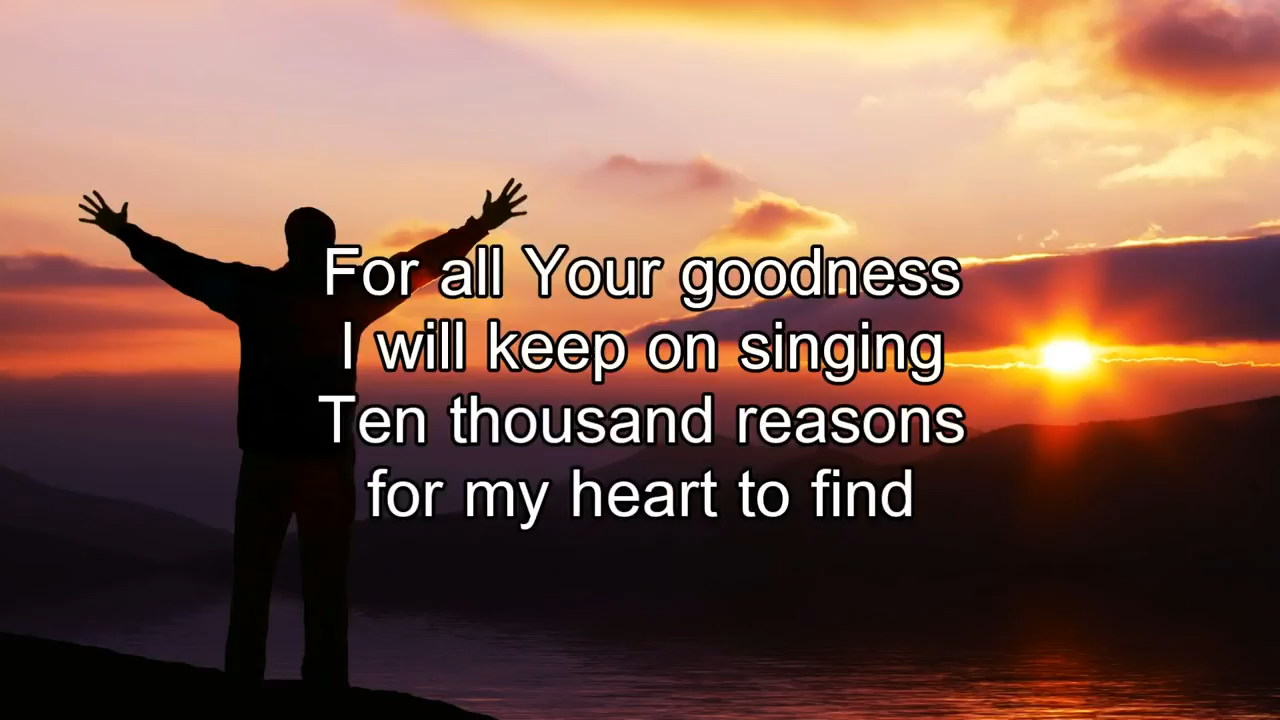 For all Your goodness
I will keep on singing
Ten thousand reasons
for my heart to find